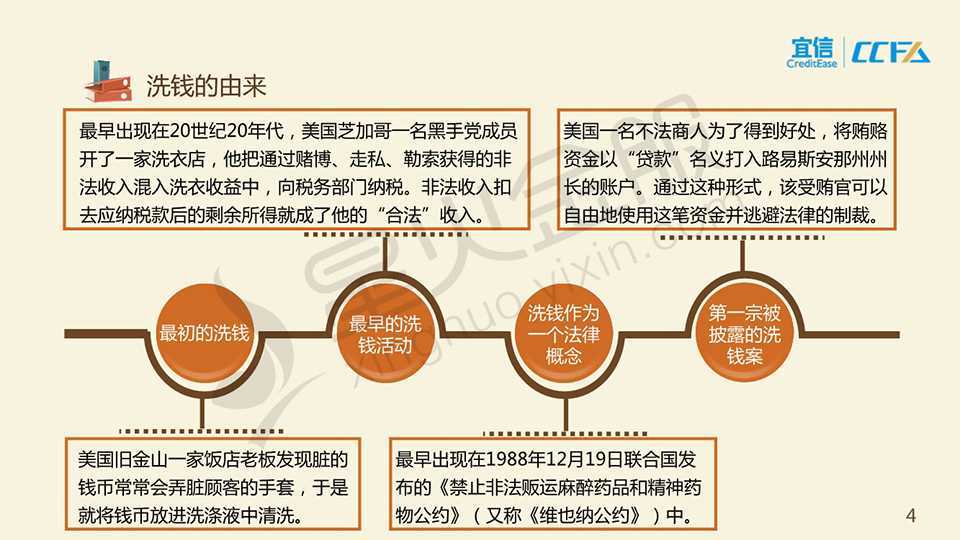 宜信
CreditEase
CCFA
洗钱的由来
最早出现在20世纪20年代，美国芝加哥一名黑手党成员
开了一家洗衣店，他把通过赌博、走私、勒索获得的非
法收入混入洗衣收益中，向税务部门纳税。非法收入扣
去应纳税款后的剩余所得就成了他的“合法”收入。
美国一名不法商人为了得到好处，将贿赂
资金以“贷款”名义打入路易斯安那州州
长的账户。通过这种形式，该受贿官可以
自由地使用这笔资金并逃避法律的制裁。
最初的洗钱
最早的洗
钱活动
洗钱作为
一个法律
概念
第一宗被
披露的洗
钱案
美国旧金山一家饭店老板发现脏的
钱币常常会弄脏顾客的手套，于是
就将钱币放进洗涤液中清洗。
最早出现在1988年12月19日联合国发
布的《禁止非法贩运麻醉药品和精神药
物公约》（又称《维也纳公约》）中。
星火金服
xinghuo.yixin.com
4